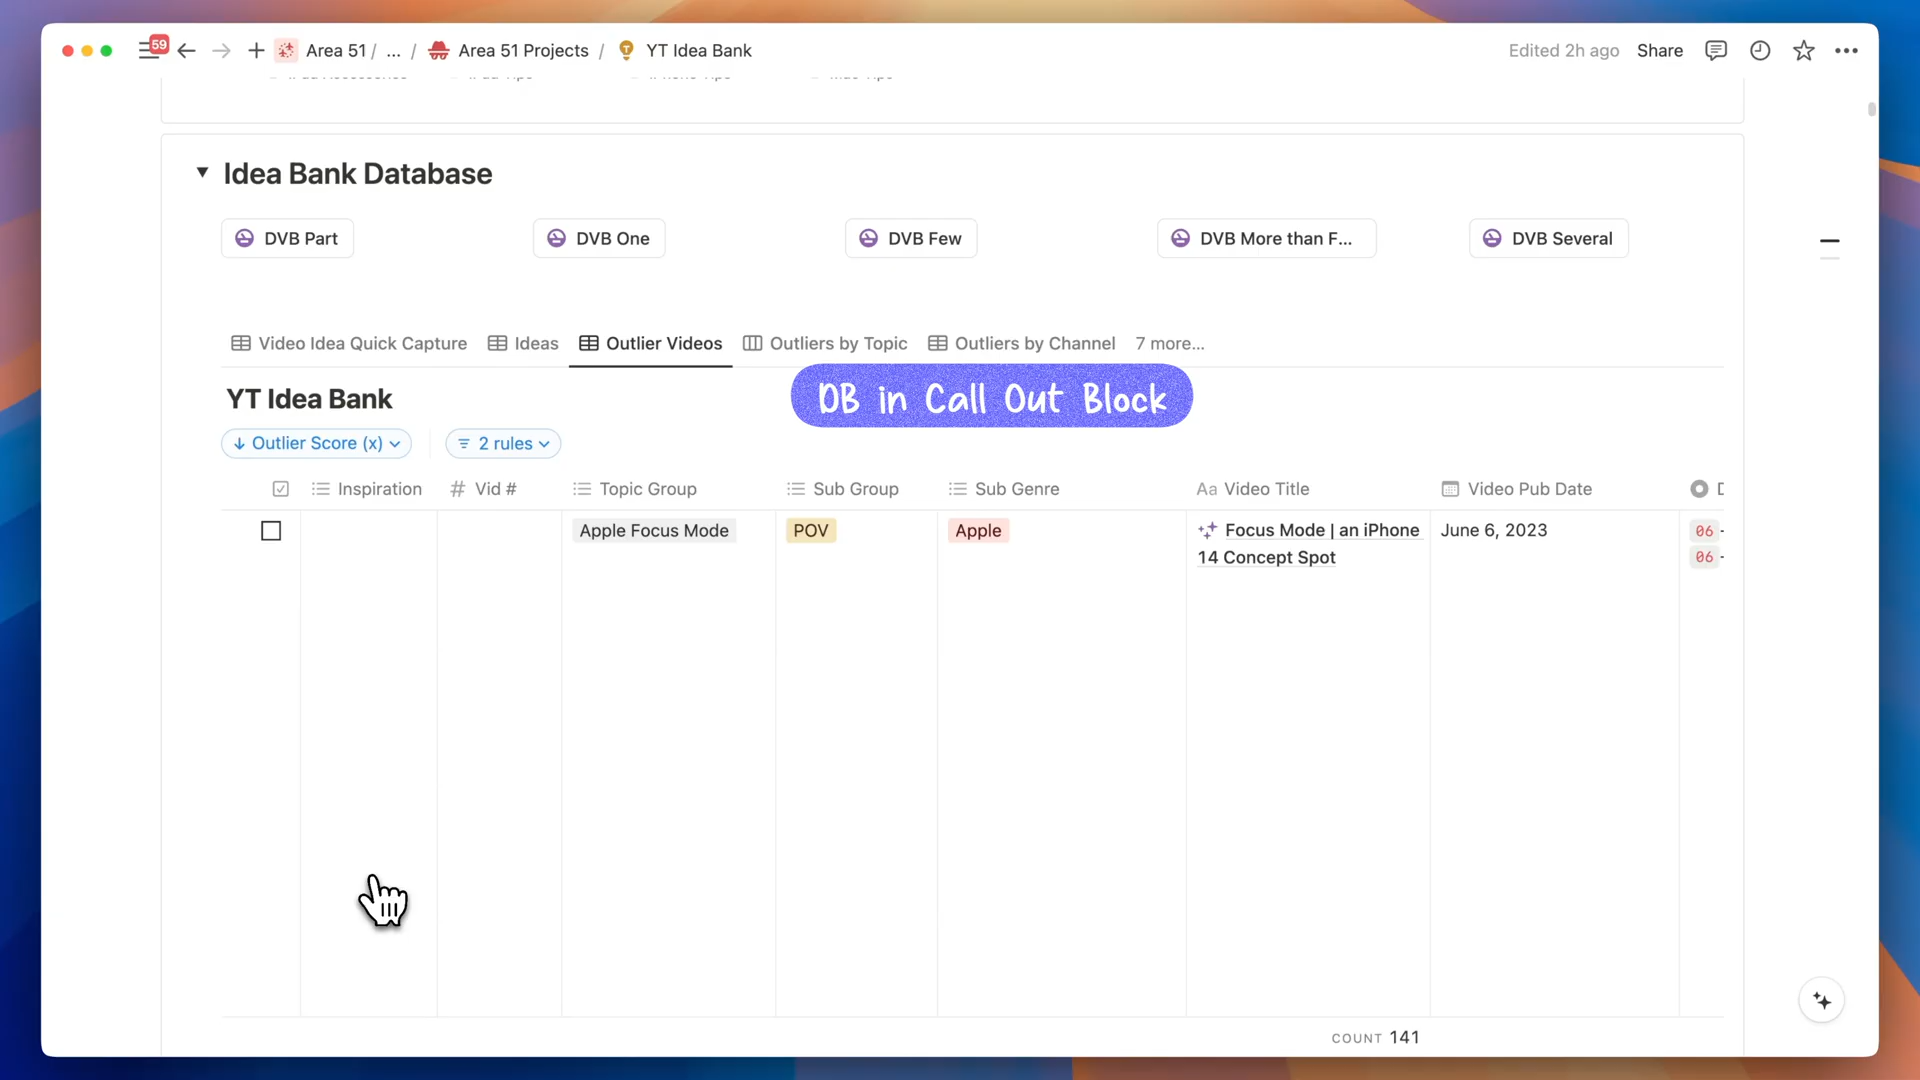 59
Area 51 / ... / Area 51 Projects / YT Idea Bank
Edited 2h ago
Share
Idea Bank Database
DVB Part
DVB One
DVB Few
DVB More than F...
DVB Several
Video Idea Quick Capture
Ideas
Outlier Videos
Outliers by Topic
Outliers by Channel
7 more...
YT Idea Bank
DB in Call Out Block
Outlier Score (x)
2 rules
Inspiration
# Vid #
Topic Group
Sub Group
Sub Genre
Aa Video Title
Video Pub Date
Apple Focus Mode
POV
Apple
Focus Mode | an iPhone
14 Concept Spot
June 6, 2023
06 -
06 -
COUNT 141